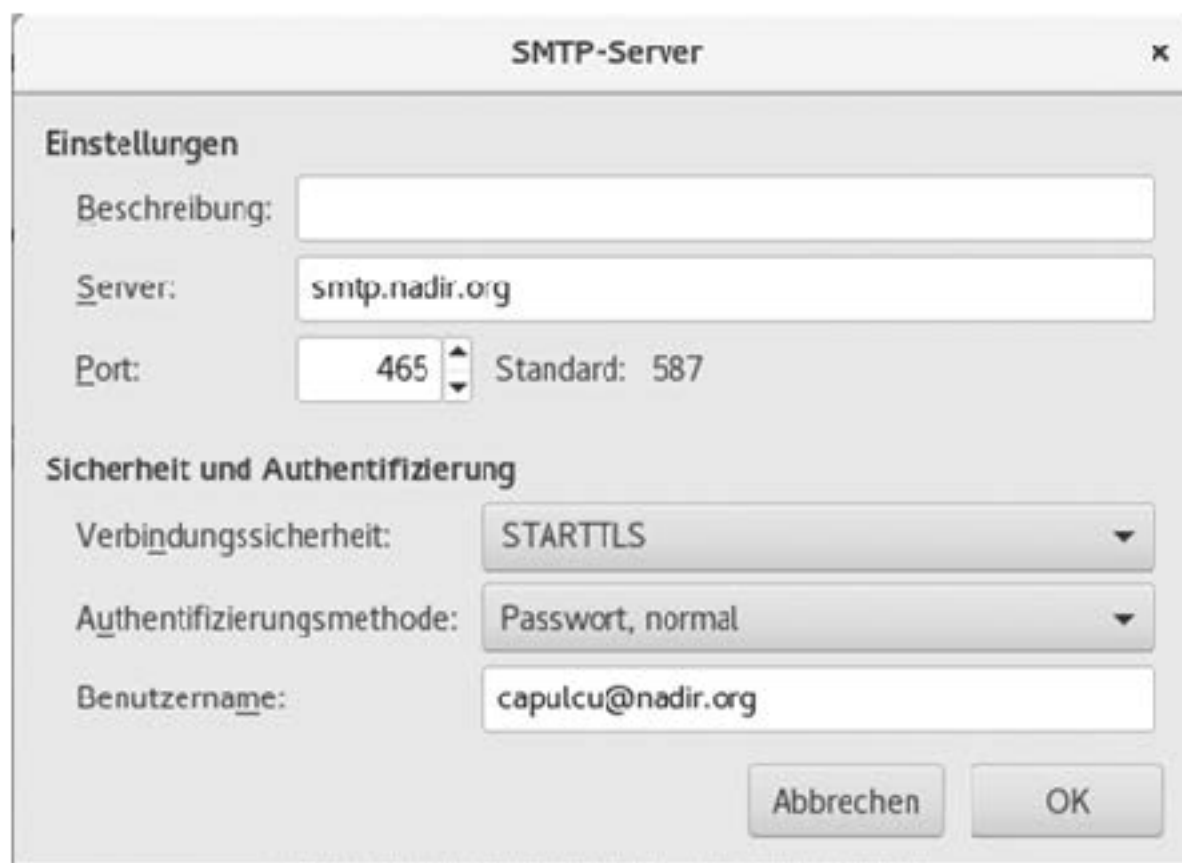 SMTP-Server
Einstellungen
Beschreibung:
Server: smtp.nadir.org
Port: 465 Standard: 587
Sicherheit und Authentifizierung
Verbindungssicherheit: STARTTLS
Authentifizierungsmethode: Passwort, normal
Benutzername: capulcu@nadir.org
Abbrechen OK